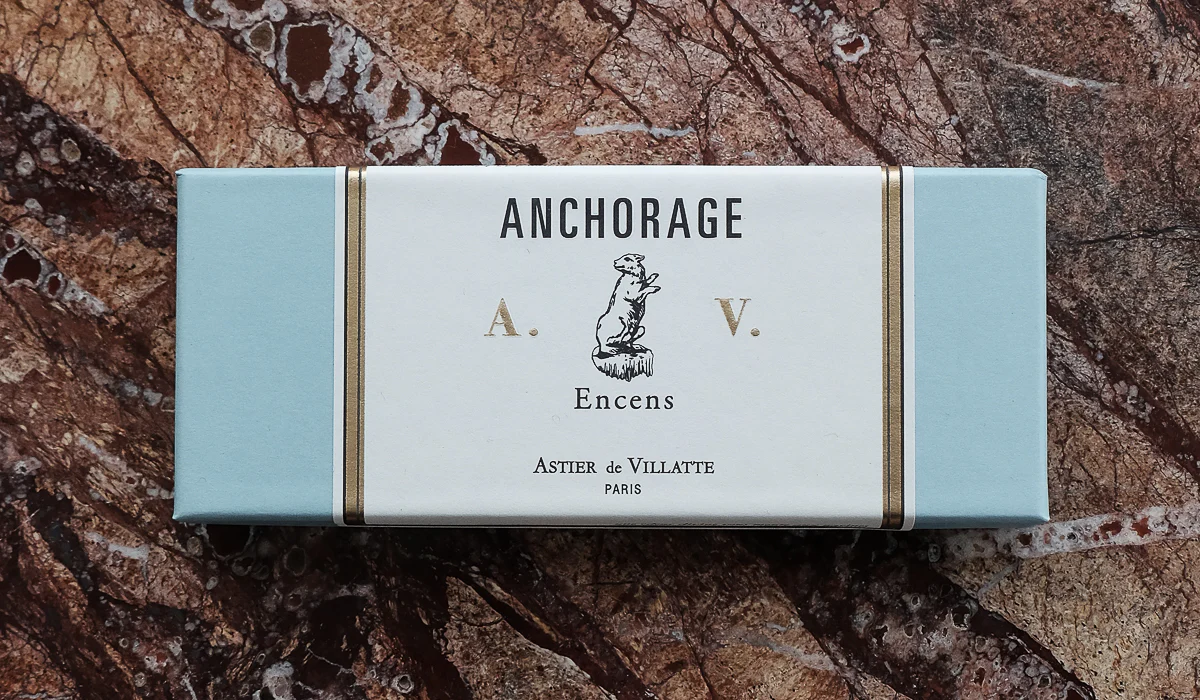 ANCHORAGE
A. V.
Encens
ASTIER de VILLATTE
PARIS